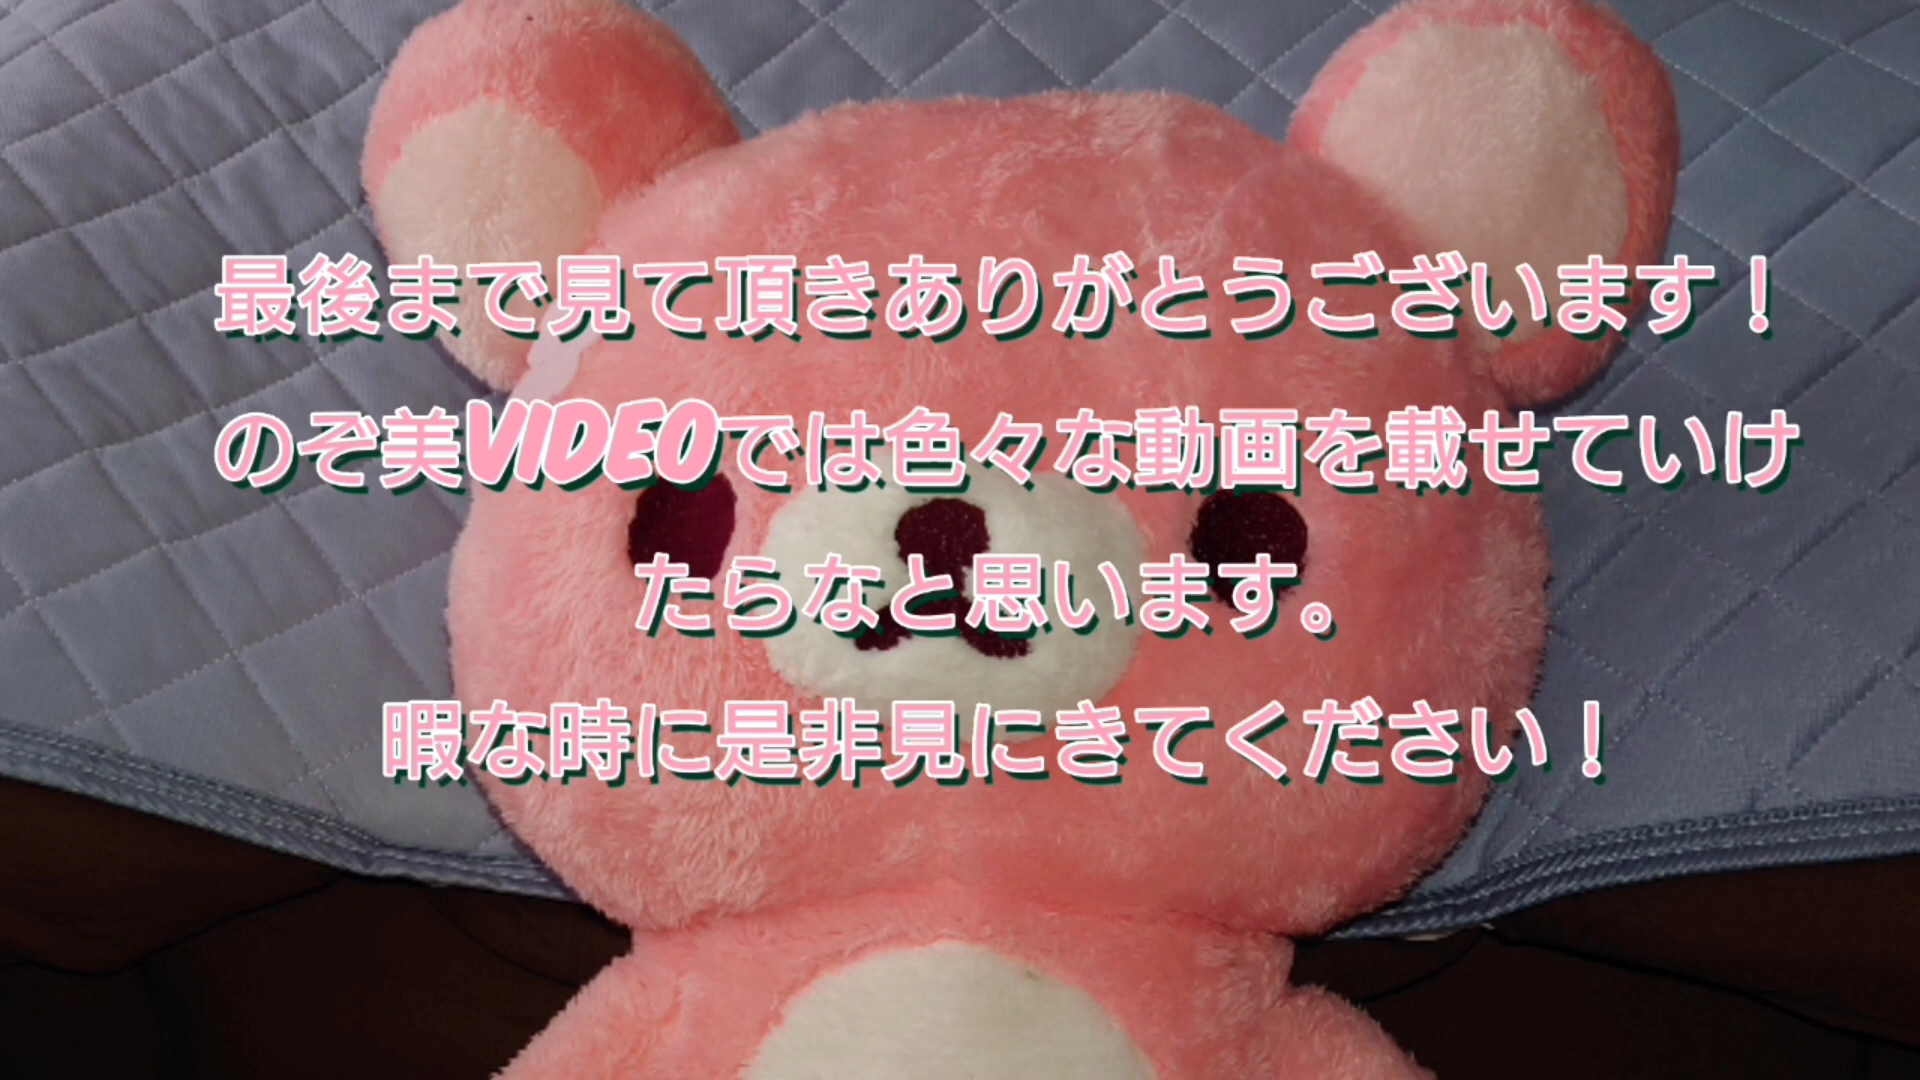 最後まで見て頂きありがとうございます！
のぞ美VIDEOでは色々な動画を載せていけ
たらなと思います。
暇な時に是非見にきてください！